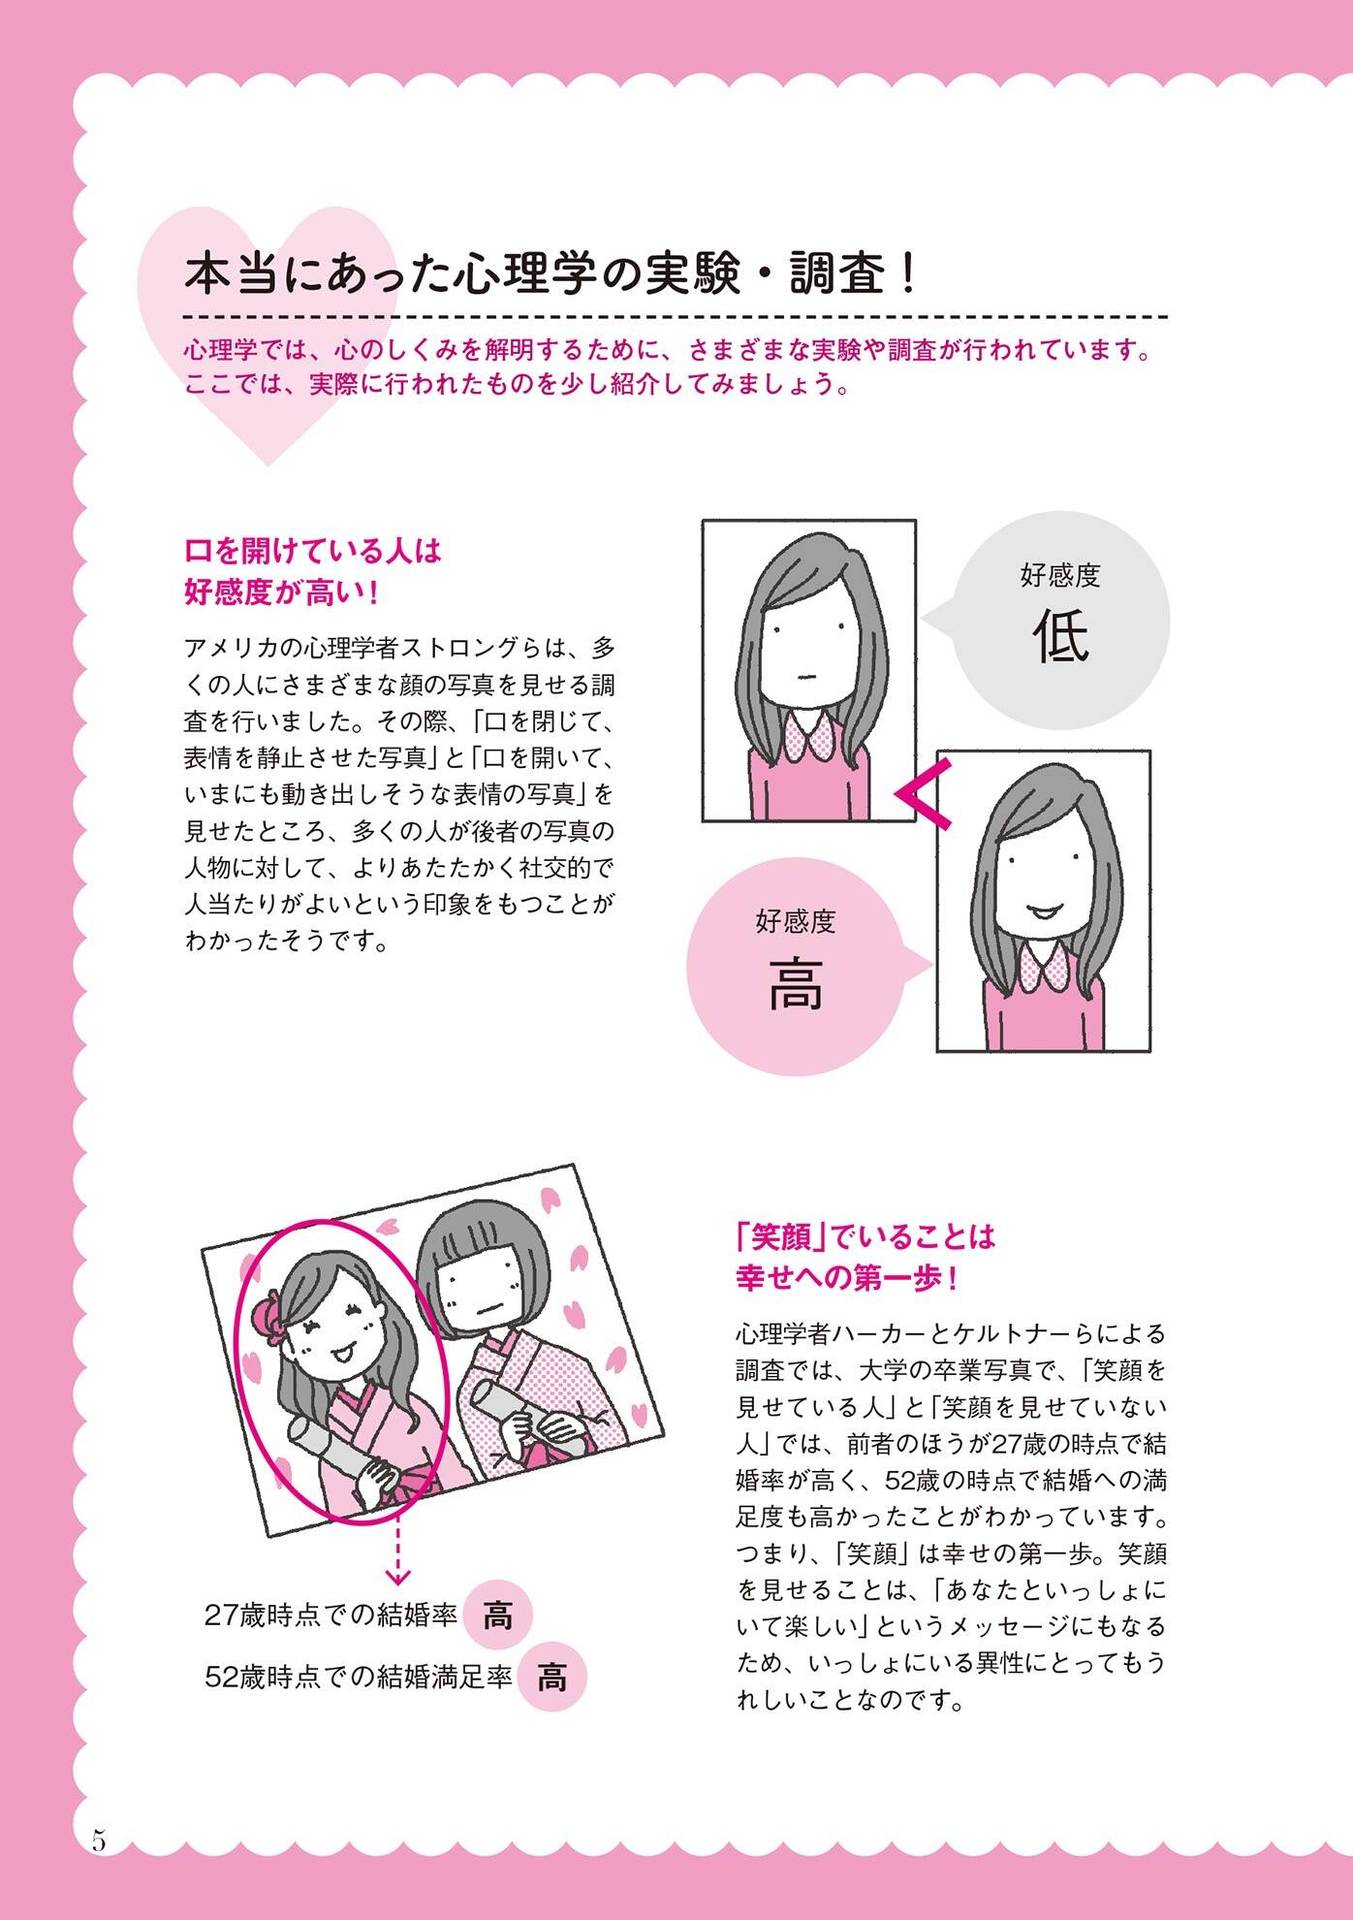 本当にあった心理学の実験・調査！
心理学では、心のしくみを解明するために、さまざまな実験や調査が行われています。
ここでは、実際に行われたものを少し紹介してみましょう。
口を開けている人は
好感度が高い！
アメリカの心理学者ストロングらは、多
くの人にさまざまな顔の写真を見せる調
査を行いました。その際、「口を閉じて、
表情を静止させた写真」と「口を開いて、
いまにも動き出しそうな表情の写真」を
見せたところ、多くの人が後者の写真の
人物に対して、よりあたたかく社交的で
人当たりがよいという印象をもつことが
わかったそうです。
好感度
低
好感度
高
「笑顔」でいることは
幸せへの第一歩！
心理学者ハーカーとケルトナーらによる
調査では、大学の卒業写真で、「笑顔を
見せている人」と「笑顔を見せていない
人」では、前者のほうが27歳の時点で結
婚率が高く、52歳の時点で結婚への満
足度も高かったことがわかっています。
つまり、「笑顔」は幸せの第一歩。笑顔
を見せることは、「あなたといっしょに
いて楽しい」というメッセージにもなる
ため、いっしょにいる異性にとってもう
れしいことなのです。
27歳時点での結婚率 高
52歳時点での結婚満足率 高
5